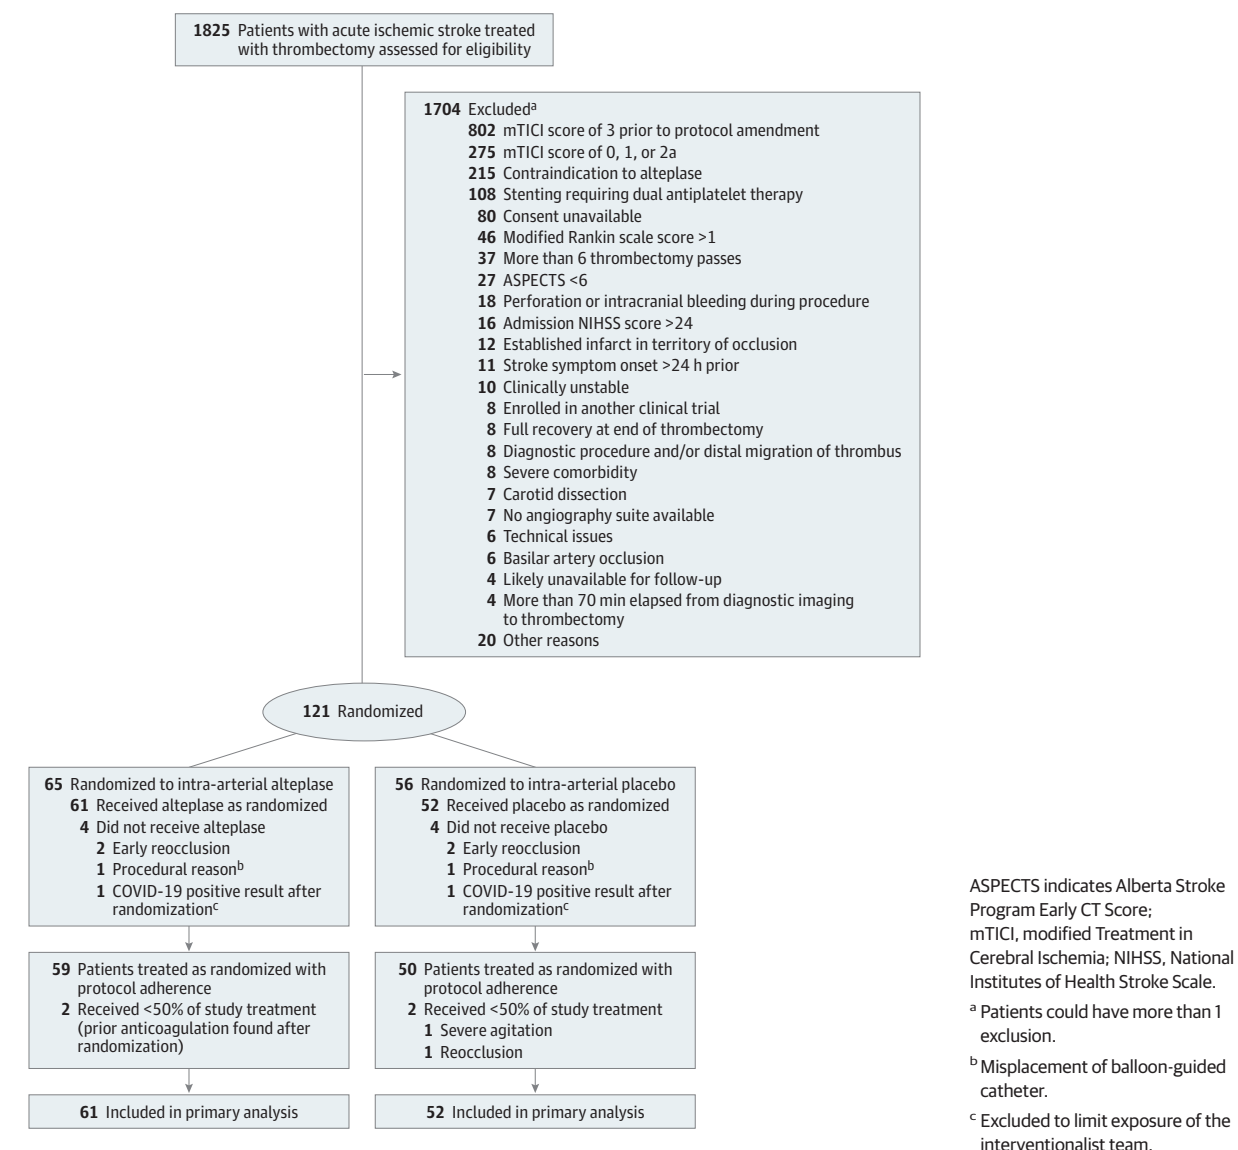 1825 Patients with acute ischemic stroke treated
with thrombectomy assessed for eligibility
1704 Excludedᵃ
802 mTICI score of 3 prior to protocol amendment
275 mTICI score of 0, 1, or 2a
215 Contraindication to alteplase
108 Stenting requiring dual antiplatelet therapy
80 Consent unavailable
46 Modified Rankin scale score >1
37 More than 6 thrombectomy passes
27 ASPECTS <6
18 Perforation or intracranial bleeding during procedure
16 Admission NIHSS score >24
12 Established infarct in territory of occlusion
11 Stroke symptom onset >24 h prior
10 Clinically unstable
8 Enrolled in another clinical trial
8 Full recovery at end of thrombectomy
8 Diagnostic procedure and/or distal migration of thrombus
8 Severe comorbidity
7 Carotid dissection
7 No angiography suite available
6 Technical issues
6 Basilar artery occlusion
4 Likely unavailable for follow-up
4 More than 70 min elapsed from diagnostic imaging
to thrombectomy
20 Other reasons
121 Randomized
65 Randomized to intra-arterial alteplase
61 Received alteplase as randomized
4 Did not receive alteplase
2 Early reocclusion
1 Procedural reasonᵇ
1 COVID-19 positive result after
randomizationᶜ
56 Randomized to intra-arterial placebo
52 Received placebo as randomized
4 Did not receive placebo
2 Early reocclusion
1 Procedural reasonᵇ
1 COVID-19 positive result after
randomizationᶜ
59 Patients treated as randomized with
protocol adherence
2 Received <50% of study treatment
(prior anticoagulation found after
randomization)
50 Patients treated as randomized with
protocol adherence
2 Received <50% of study treatment
1 Severe agitation
1 Reocclusion
61 Included in primary analysis
52 Included in primary analysis
ASPECTS indicates Alberta Stroke
Program Early CT Score;
mTICI, modified Treatment in
Cerebral Ischemia; NIHSS, National
Institutes of Health Stroke Scale.
ᵃ Patients could have more than 1
exclusion.
ᵇ Misplacement of balloon-guided
catheter.
ᶜ Excluded to limit exposure of the
interventionalist team.